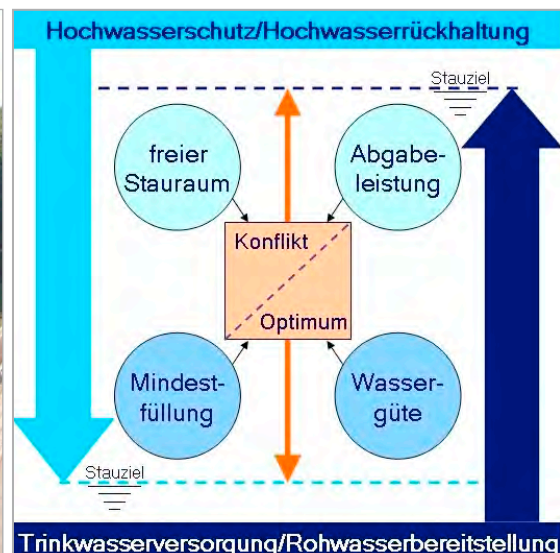 Hochwasserschutz/Hochwasserrückhaltung
Stauziel
freier
Stauraum
Abgabe-
leistung
Konflikt
Optimum
Mindest-
füllung
Wasser-
güte
Stauziel
Trinkwasserversorgung/Rohwasserbereitstellung